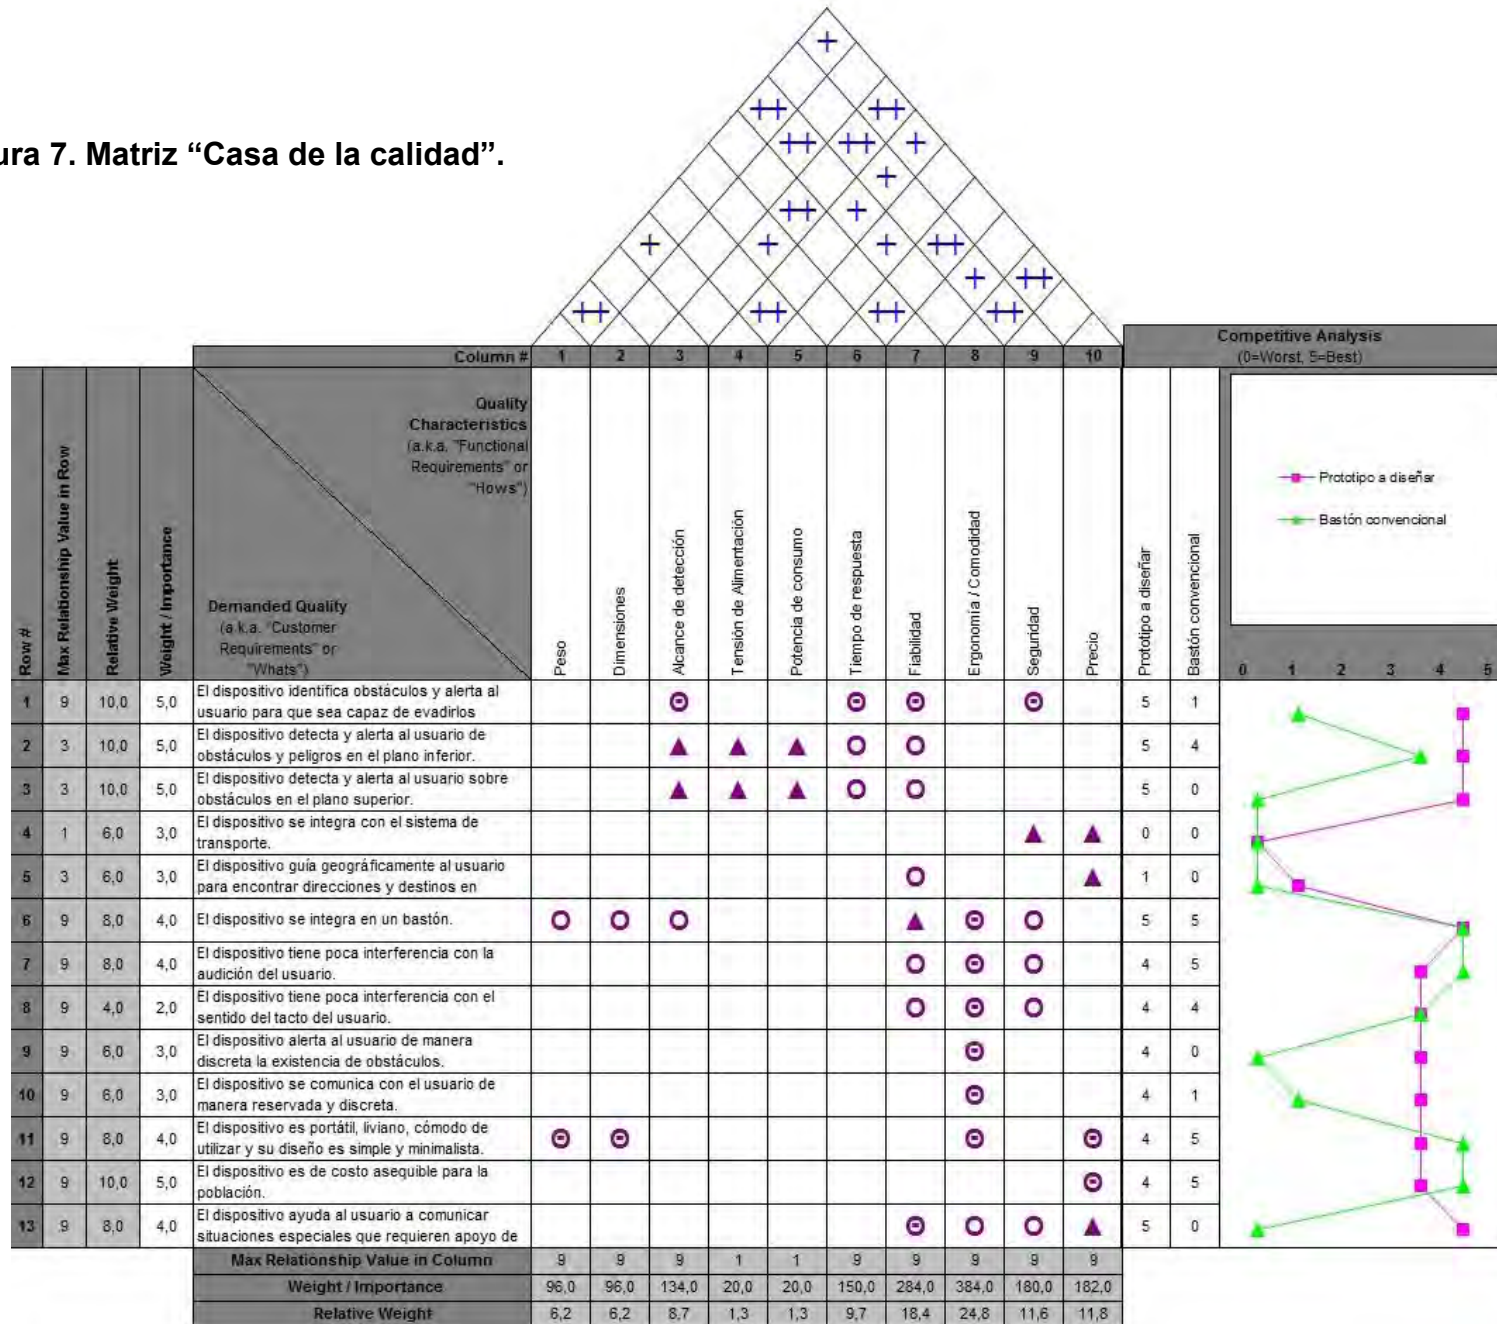 ura 7. Matriz “Casa de la calidad”.
Column # 1 2 3 4 5 6 7 8 9 10
Competitive Analysis
(0=Worst, 5=Best)
Row #
Max Relationship Value in Row
Relative Weight
Weight / Importance
Quality
Characteristics
(a.k.a. "Functional
Requirements" or
"Hows")
Demanded Quality
(a.k.a. "Customer
Requirements" or
"Whats")
Peso
Dimensiones
Alcance de detección
Tensión de Alimentación
Potencia de consumo
Tiempo de respuesta
Fiabilidad
Ergonomía / Comodidad
Seguridad
Precio
Prototipo a diseñar
Bastón convencional
Prototipo a diseñar
Bastón convencional
0 1 2 3 4 5
1 9 10,0 5,0 El dispositivo identifica obstáculos y alerta al
usuario para que sea capaz de evadirlos 5 1
2 3 10,0 5,0 El dispositivo detecta y alerta al usuario de
obstáculos y peligros en el plano inferior. 5 4
3 3 10,0 5,0 El dispositivo detecta y alerta al usuario sobre
obstáculos en el plano superior. 5 0
4 1 6,0 3,0 El dispositivo se integra con el sistema de
transporte. 0 0
5 3 6,0 3,0 El dispositivo guía geográficamente al usuario
para encontrar direcciones y destinos en 1 0
6 9 8,0 4,0 El dispositivo se integra en un bastón. 5 5
7 9 8,0 4,0 El dispositivo tiene poca interferencia con la
audición del usuario. 4 5
8 9 4,0 2,0 El dispositivo tiene poca interferencia con el
sentido del tacto del usuario. 4 4
9 9 6,0 3,0 El dispositivo alerta al usuario de manera
discreta la existencia de obstáculos. 4 0
10 9 6,0 3,0 El dispositivo se comunica con el usuario de
manera reservada y discreta. 4 1
11 9 8,0 4,0 El dispositivo es portátil, liviano, cómodo de
utilizar y su diseño es simple y minimalista. 4 5
12 9 10,0 5,0 El dispositivo es de costo asequible para la
población. 4 5
13 9 8,0 4,0 El dispositivo ayuda al usuario a comunicar
situaciones especiales que requieren apoyo de 5 0
Max Relationship Value in Column 9 9 9 1 1 9 9 9 9 9
Weight / Importance 96,0 96,0 134,0 20,0 20,0 150,0 284,0 384,0 180,0 182,0
Relative Weight 6,2 6,2 8,7 1,3 1,3 9,7 18,4 24,8 11,6 11,8